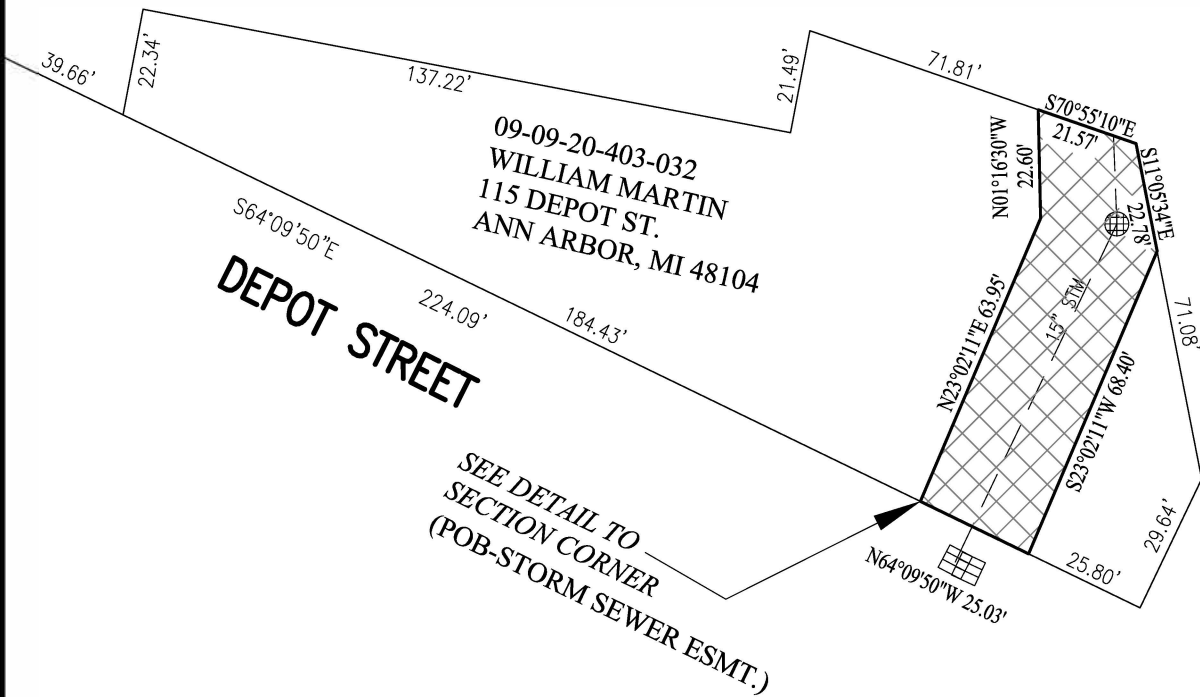 39.66'
22.34'
137.22'
21.49'
71.81'
S70°55'10"E
21.57'
N01°16'30"W
22.60'
S11°05'34"E
22.78'
09-09-20-403-032
WILLIAM MARTIN
115 DEPOT ST.
ANN ARBOR, MI 48104
S64°09'50"E
DEPOT STREET
224.09'
184.43'
N23°02'11"E 63.95'
15" STM
S23°02'11"W 68.40'
71.08'
SEE DETAIL TO
SECTION CORNER
(POB-STORM SEWER ESMT.)
N64°09'50"W 25.03'
25.80'
29.64'